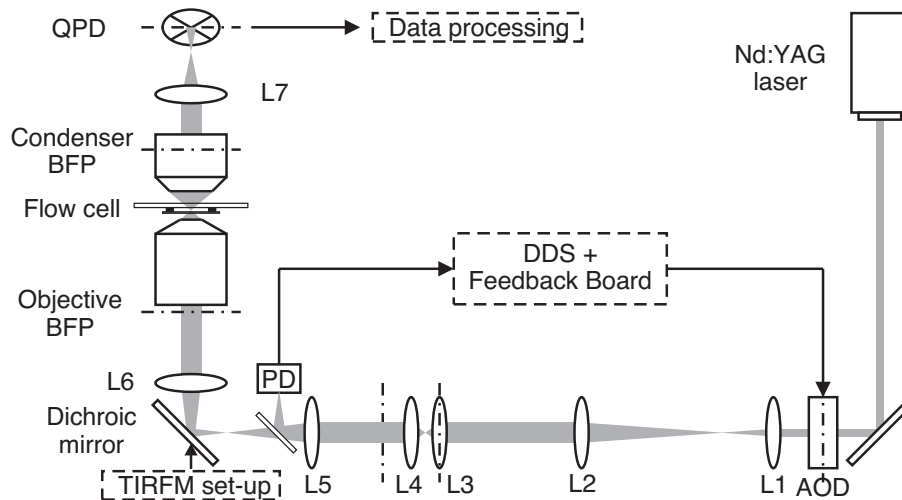 QPD
Data processing
Nd:YAG
laser
L7
Condenser
BFP
Flow cell
DDS +
Feedback Board
Objective
BFP
L6
PD
Dichroic
mirror
TIRFM set-up
L5
L4
L3
L2
L1
AOD